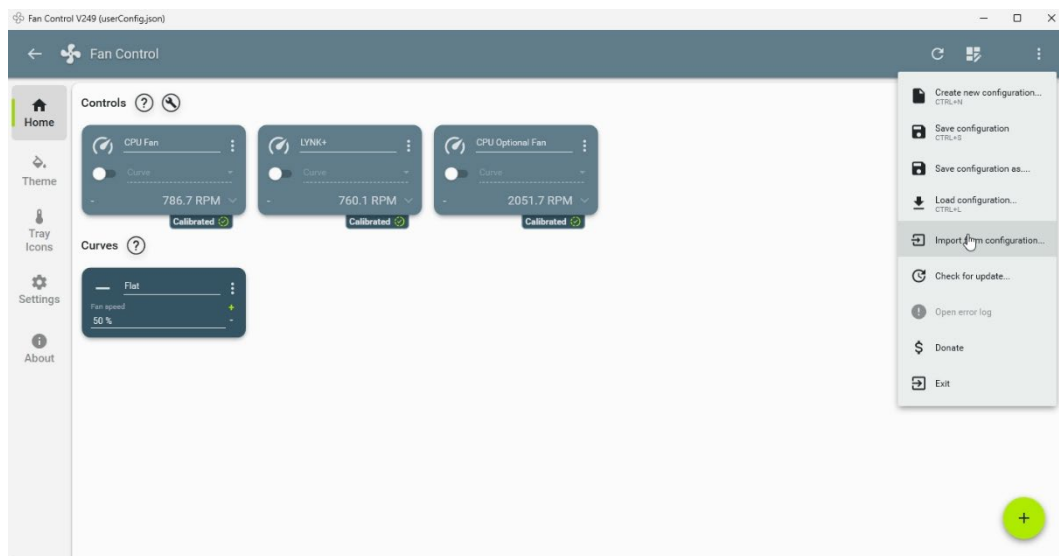 Fan Control V249 (userConfig.json)
Fan Control
Home
Theme
Tray
Icons
Settings
About
Controls ?
CPU Fan
Curve
- 786.7 RPM
Calibrated
LYNK+
Curve
- 760.1 RPM
Calibrated
CPU Optional Fan
Curve
- 2051.7 RPM
Calibrated
Curves ?
Flat
Fan speed
50 %
+
-
Create new configuration...
CTRL+N
Save configuration
CTRL+S
Save configuration as....
Load configuration...
CTRL+L
Import configuration...
Check for update...
Open error log
$ Donate
Exit
+